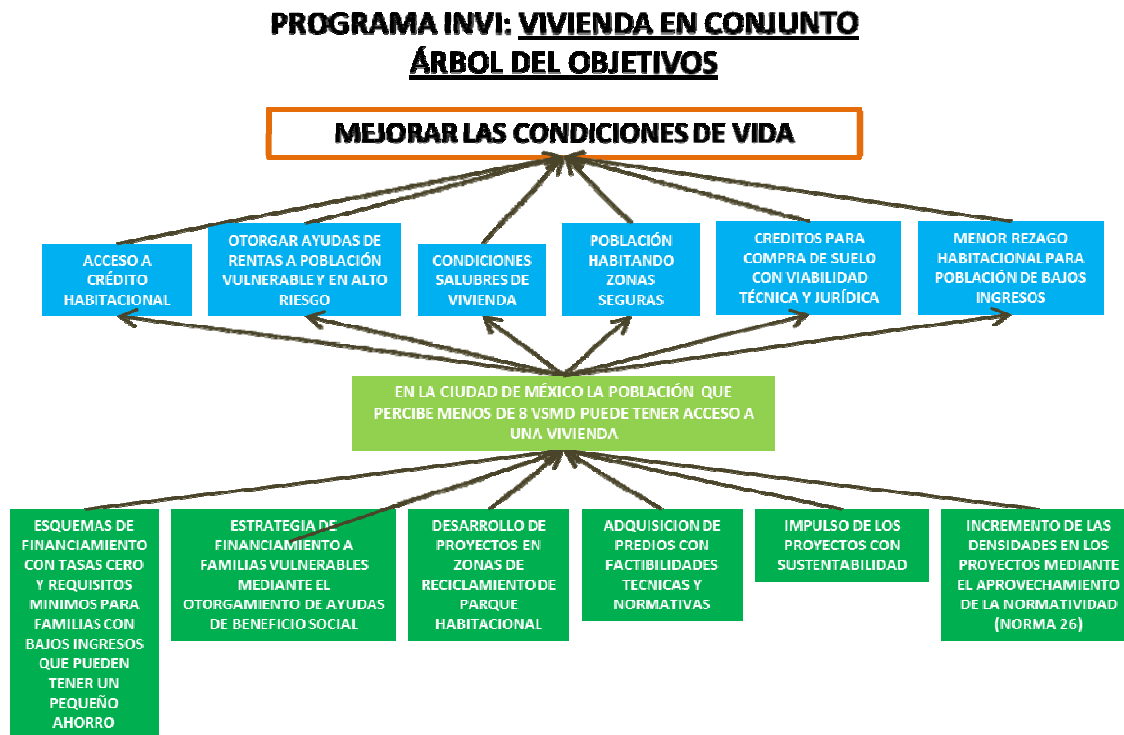 PROGRAMA INVI: VIVIENDA EN CONJUNTO
ÁRBOL DEL OBJETIVOS
MEJORAR LAS CONDICIONES DE VIDA
ACCESO A
CRÉDITO
HABITACIONAL
OTORGAR AYUDAS DE
RENTAS A POBLACIÓN
VULNERABLE Y EN ALTO
RIESGO
CONDICIONES
SALUBRES DE
VIVIENDA
POBLACIÓN
HABITANDO
ZONAS
SEGURAS
CREDITOS PARA
COMPRA DE SUELO
CON VIABILIDAD
TÉCNICA Y JURÍDICA
MENOR REZAGO
HABITACIONAL PARA
POBLACIÓN DE BAJOS
INGRESOS
EN LA CIUDAD DE MÉXICO LA POBLACIÓN QUE
PERCIBE MENOS DE 8 VSMD PUEDE TENER ACCESO A
UNA VIVIENDA
ESQUEMAS DE
FINANCIAMIENTO
CON TASAS CERO
Y REQUISITOS
MINIMOS PARA
FAMILIAS CON
BAJOS INGRESOS
QUE PUEDEN
TENER UN
PEQUEÑO
AHORRO
ESTRATEGIA DE
FINANCIAMIENTO A
FAMILIAS VULNERABLES
MEDIANTE EL
OTORGAMIENTO DE AYUDAS
DE BENEFICIO SOCIAL
DESARROLLO DE
PROYECTOS EN
ZONAS DE
RECICLAMIENTO DE
PARQUE
HABITACIONAL
ADQUISICION DE
PREDIOS CON
FACTIBILIDADES
TECNICAS Y
NORMATIVAS
IMPULSO DE LOS
PROYECTOS CON
SUSTENTABILIDAD
INCREMENTO DE LAS
DENSIDADES EN LOS
PROYECTOS MEDIANTE
EL APROVECHAMIENTO
DE LA NORMATIVIDAD
(NORMA 26)